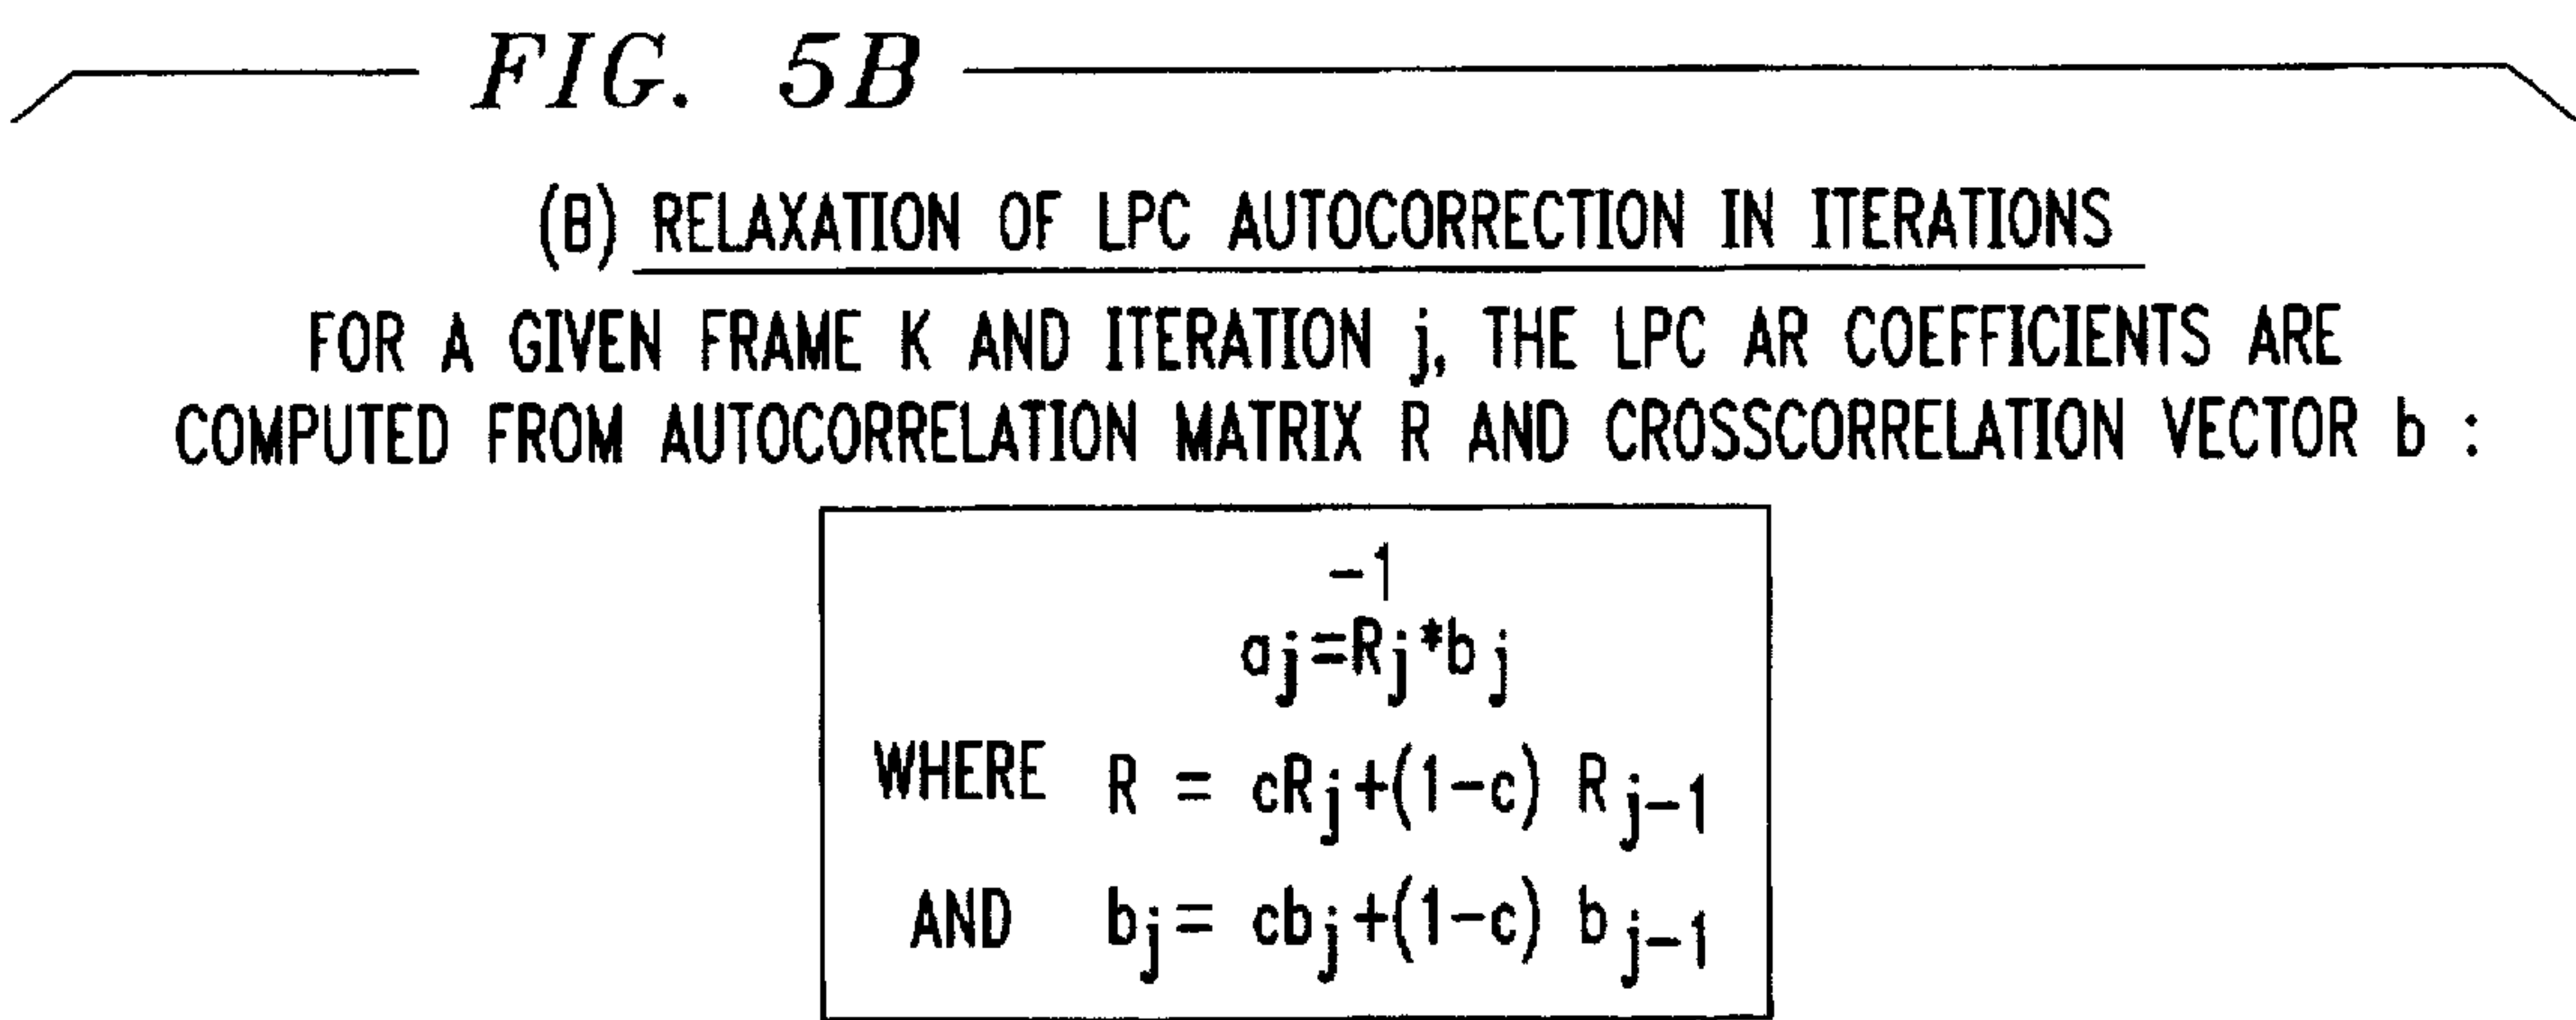 FIG. 5B
(B) RELAXATION OF LPC AUTOCORRECTION IN ITERATIONS
FOR A GIVEN FRAME K AND ITERATION j, THE LPC AR COEFFICIENTS ARE
COMPUTED FROM AUTOCORRELATION MATRIX R AND CROSSCORRELATION VECTOR b :
-1
aj=Rj*bj
WHERE R = cRj+(1-c) Rj-1
AND bj= cbj+(1-c) bj-1